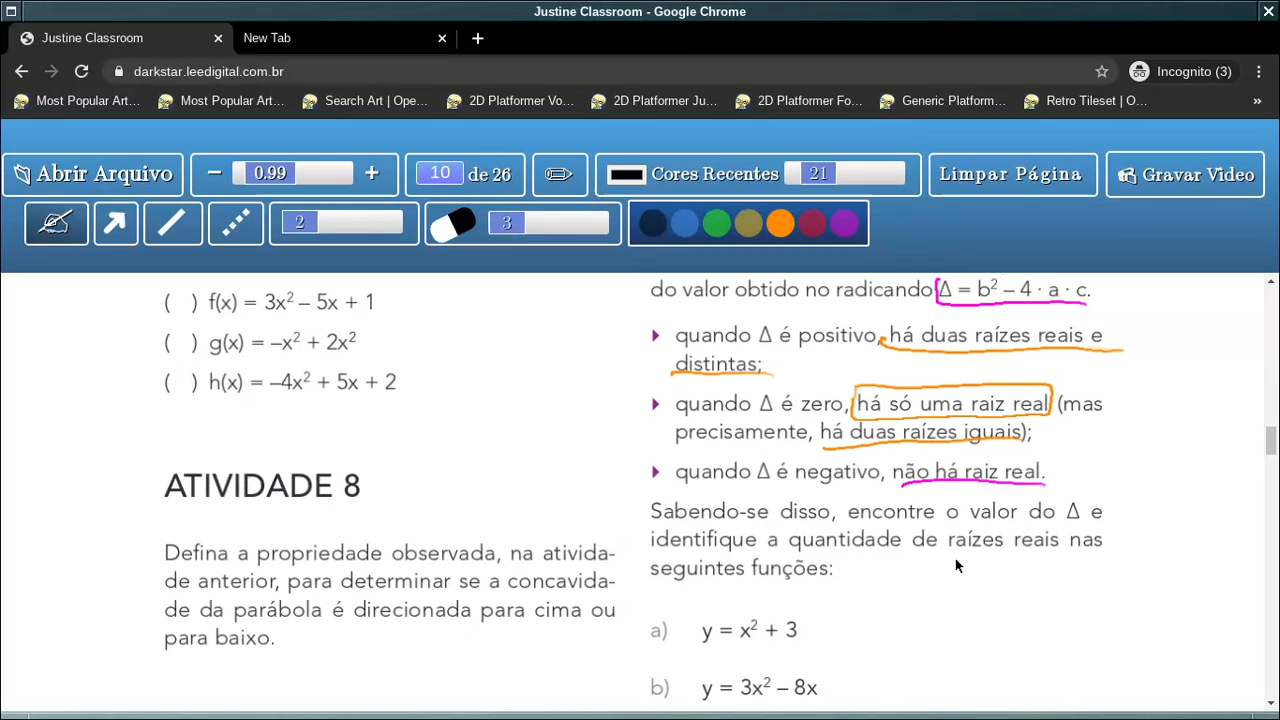 Justine Classroom - Google Chrome
Justine Classroom
New Tab
darkstar.leedigital.com.br
Incognito (3)
Most Popular Art...
Most Popular Art...
Search Art | Ope...
2D Platformer Vo...
2D Platformer Ju...
2D Platformer Fo...
Generic Platform...
Retro Tileset | O...
Abrir Arquivo
− 0.99 +
10 de 26
Cores Recentes 21
Limpar Página
Gravar Video
2
3
( ) f(x) = 3x² – 5x + 1
( ) g(x) = –x² + 2x²
( ) h(x) = –4x² + 5x + 2
ATIVIDADE 8
Defina a propriedade observada, na ativida-
de anterior, para determinar se a concavida-
de da parábola é direcionada para cima ou
para baixo.
do valor obtido no radicando Δ = b² – 4 · a · c.
quando Δ é positivo, há duas raízes reais e
distintas;
quando Δ é zero, há só uma raiz real (mas
precisamente, há duas raízes iguais);
quando Δ é negativo, não há raiz real.
Sabendo-se disso, encontre o valor do Δ e
identifique a quantidade de raízes reais nas
seguintes funções:
a) y = x² + 3
b) y = 3x² – 8x